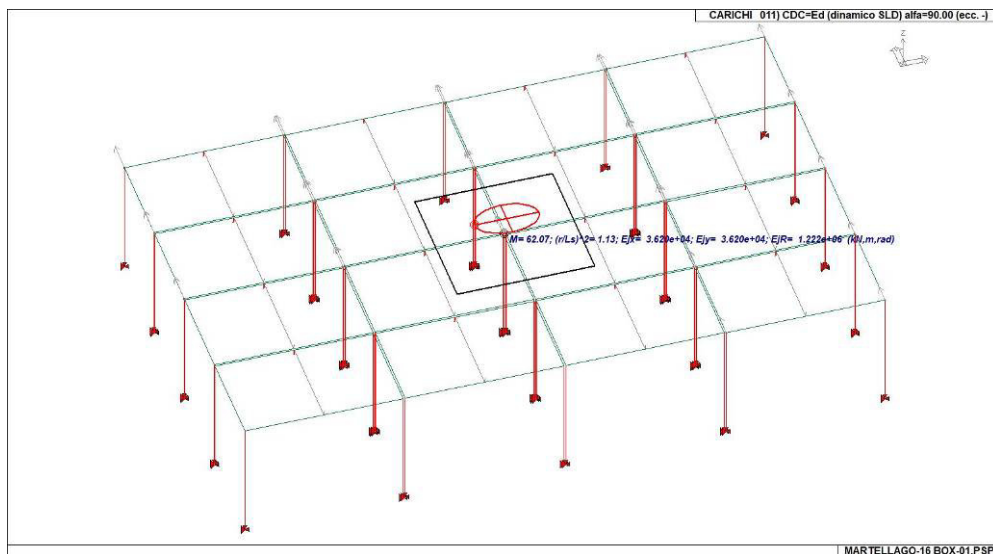 CARICHI 011) CDC=Ed (dinamico SLD) alfa=90.00 (ecc. -)
Z
M= 62.07; (r/Ls)^2= 1.13; Ejx= 3.620e+04; Ejy= 3.620e+04; EjR= 1.222e+06 (kN,m,rad)
MARTELLAGO-16 BOX-01.PSP